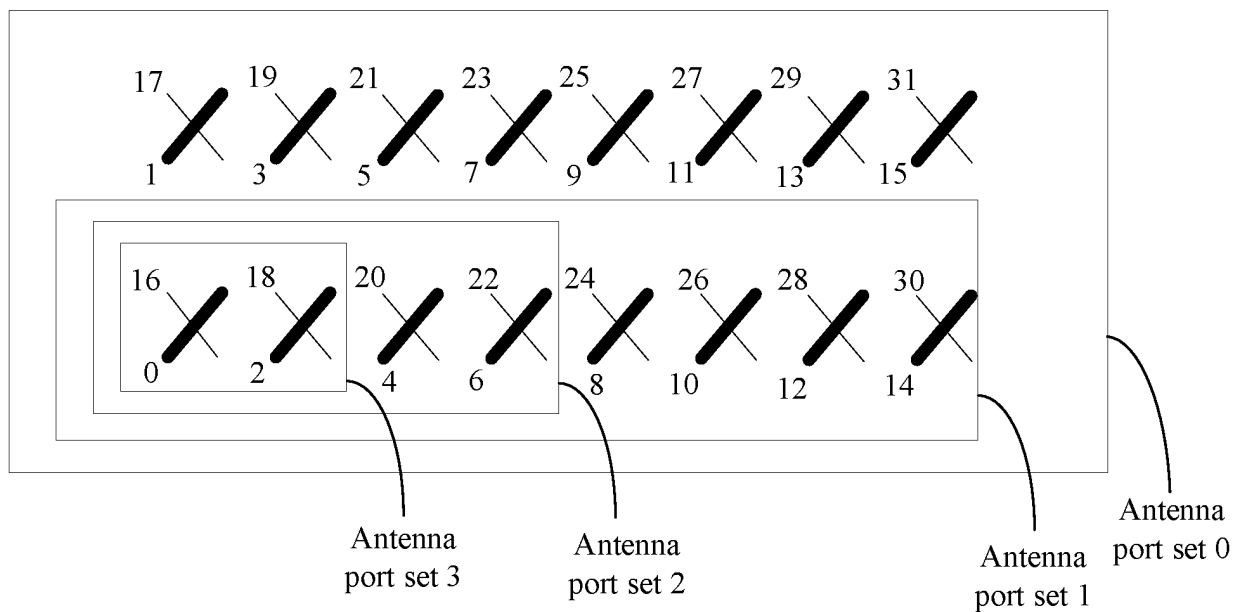 17 19 21 23 25 27 29 31
1 3 5 7 9 11 13 15
16 18 20 22 24 26 28 30
0 2 4 6 8 10 12 14
Antenna
port set 3
Antenna
port set 2
Antenna
port set 1
Antenna
port set 0